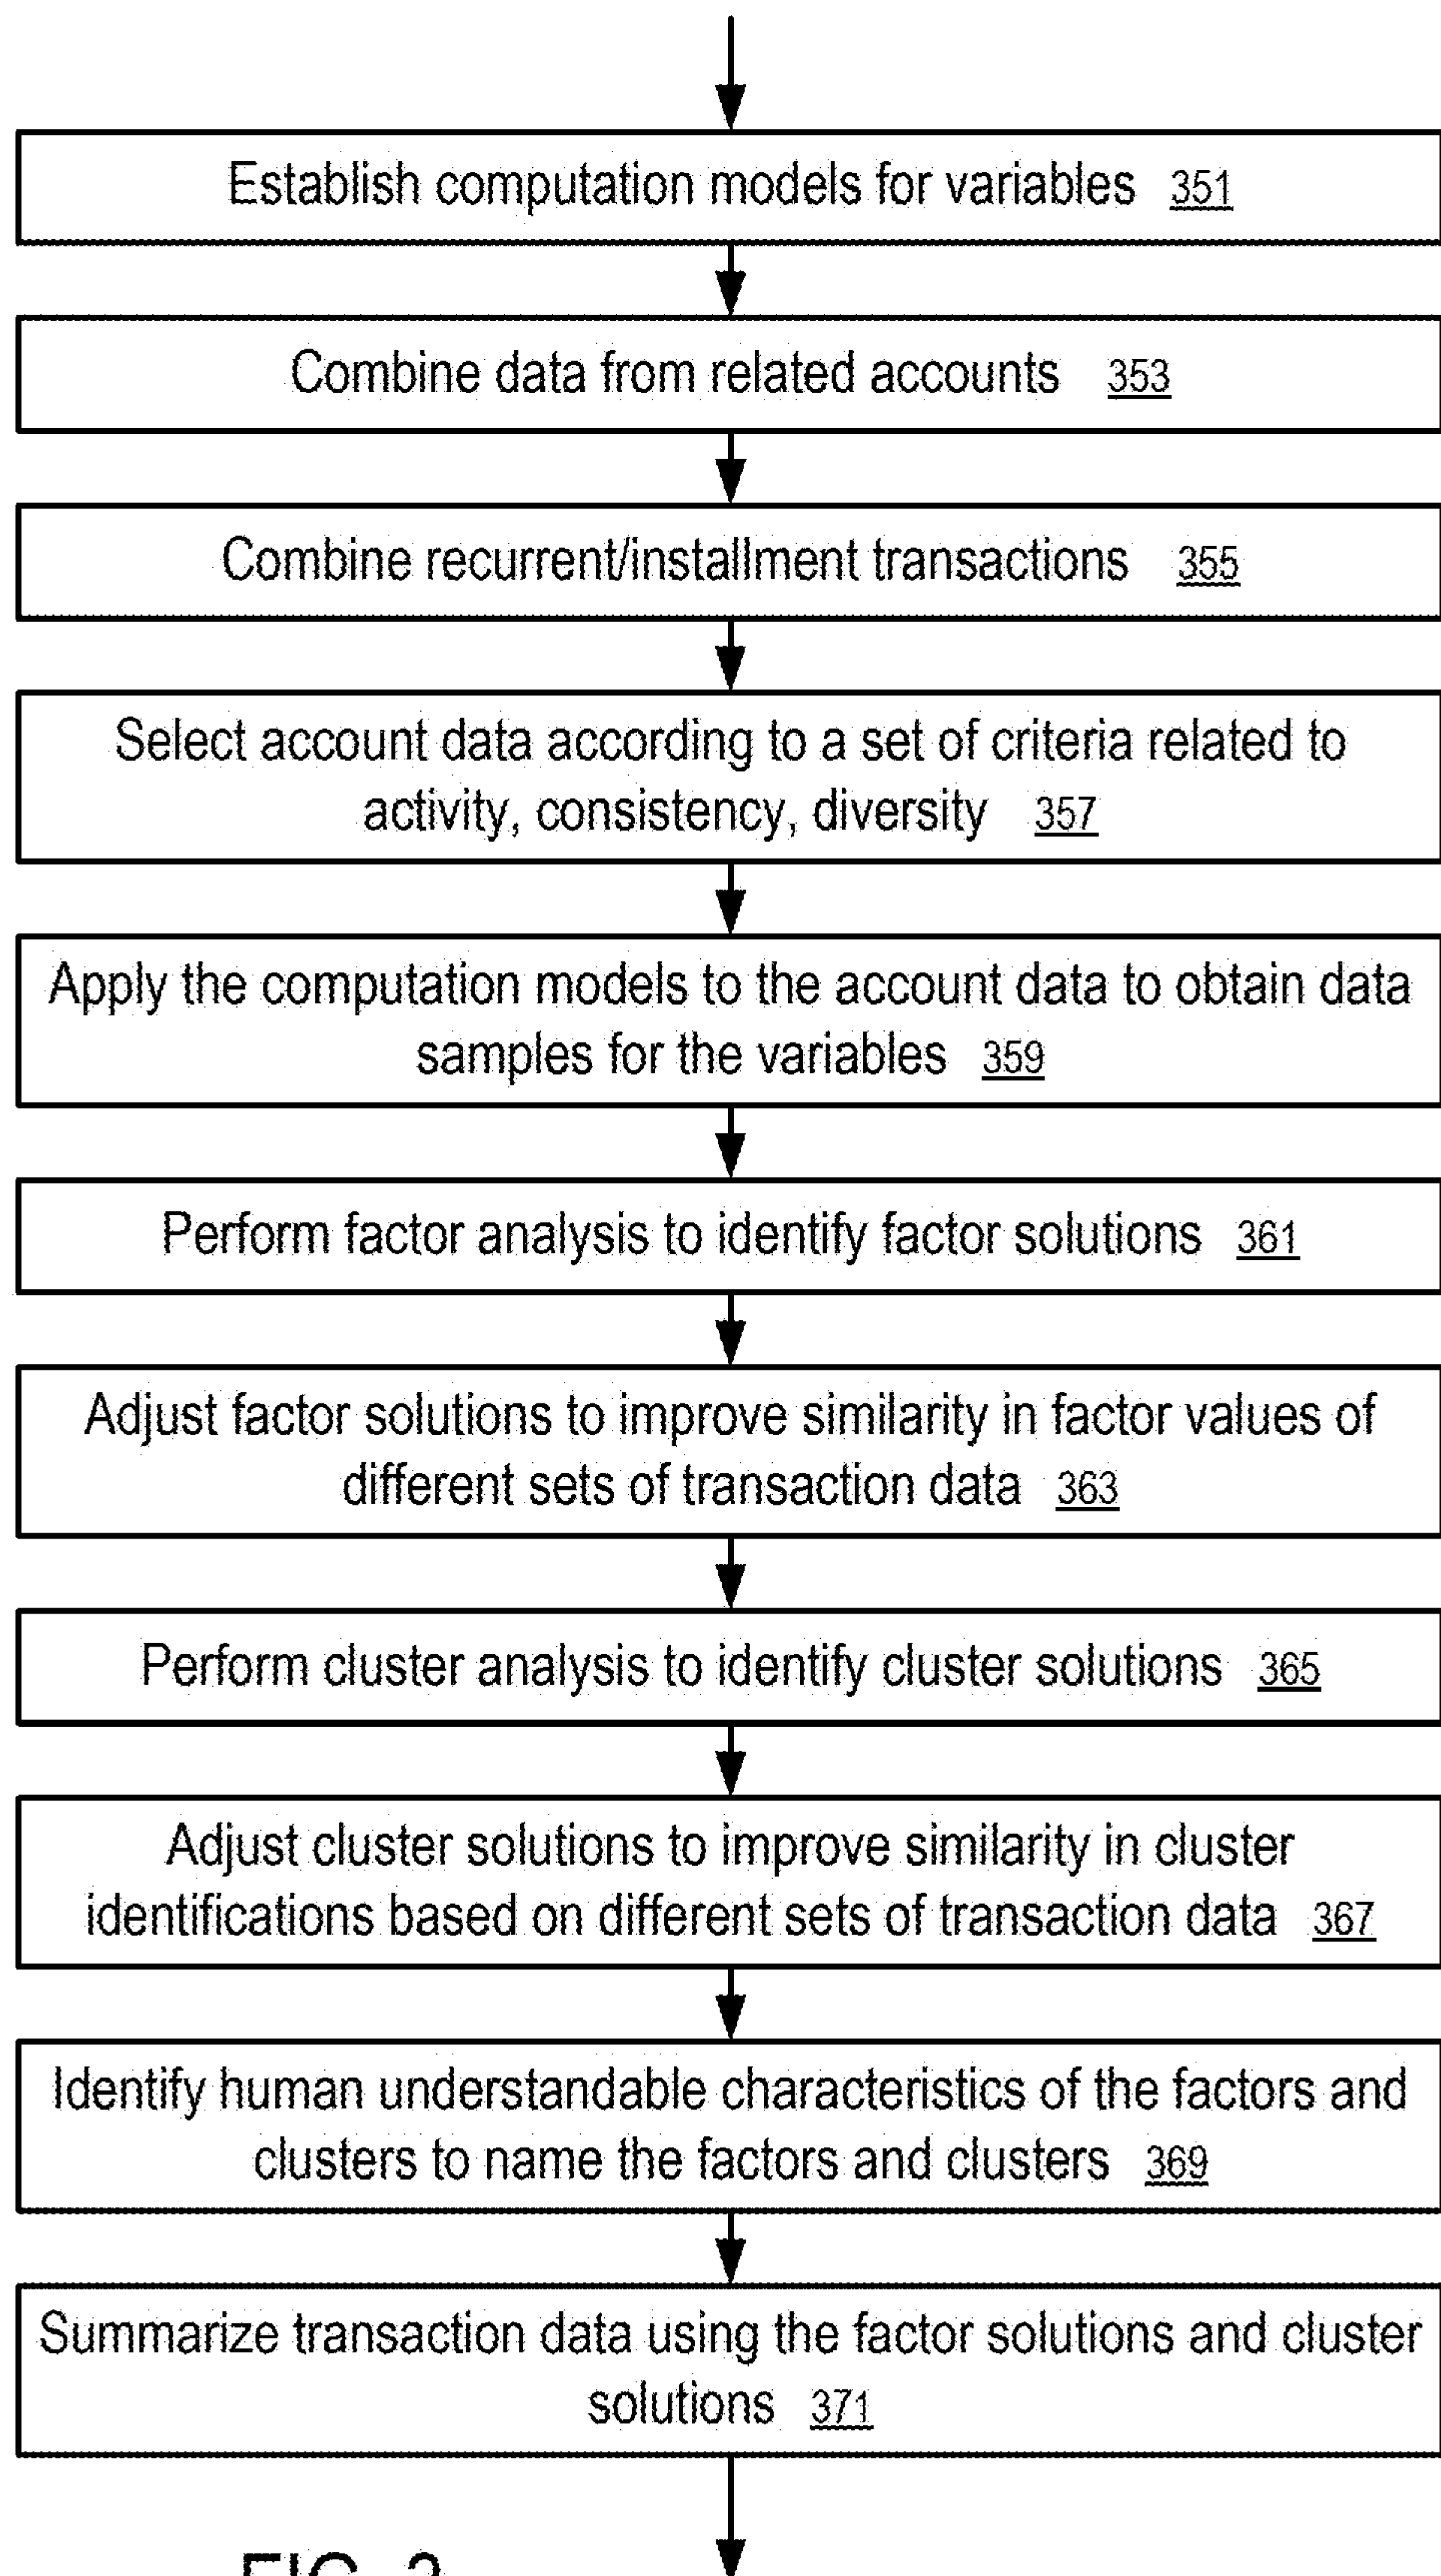 Establish computation models for variables 351
Combine data from related accounts 353
Combine recurrent/installment transactions 355
Select account data according to a set of criteria related to
activity, consistency, diversity 357
Apply the computation models to the account data to obtain data
samples for the variables 359
Perform factor analysis to identify factor solutions 361
Adjust factor solutions to improve similarity in factor values of
different sets of transaction data 363
Perform cluster analysis to identify cluster solutions 365
Adjust cluster solutions to improve similarity in cluster
identifications based on different sets of transaction data 367
Identify human understandable characteristics of the factors and
clusters to name the factors and clusters 369
Summarize transaction data using the factor solutions and cluster
solutions 371
FIG.